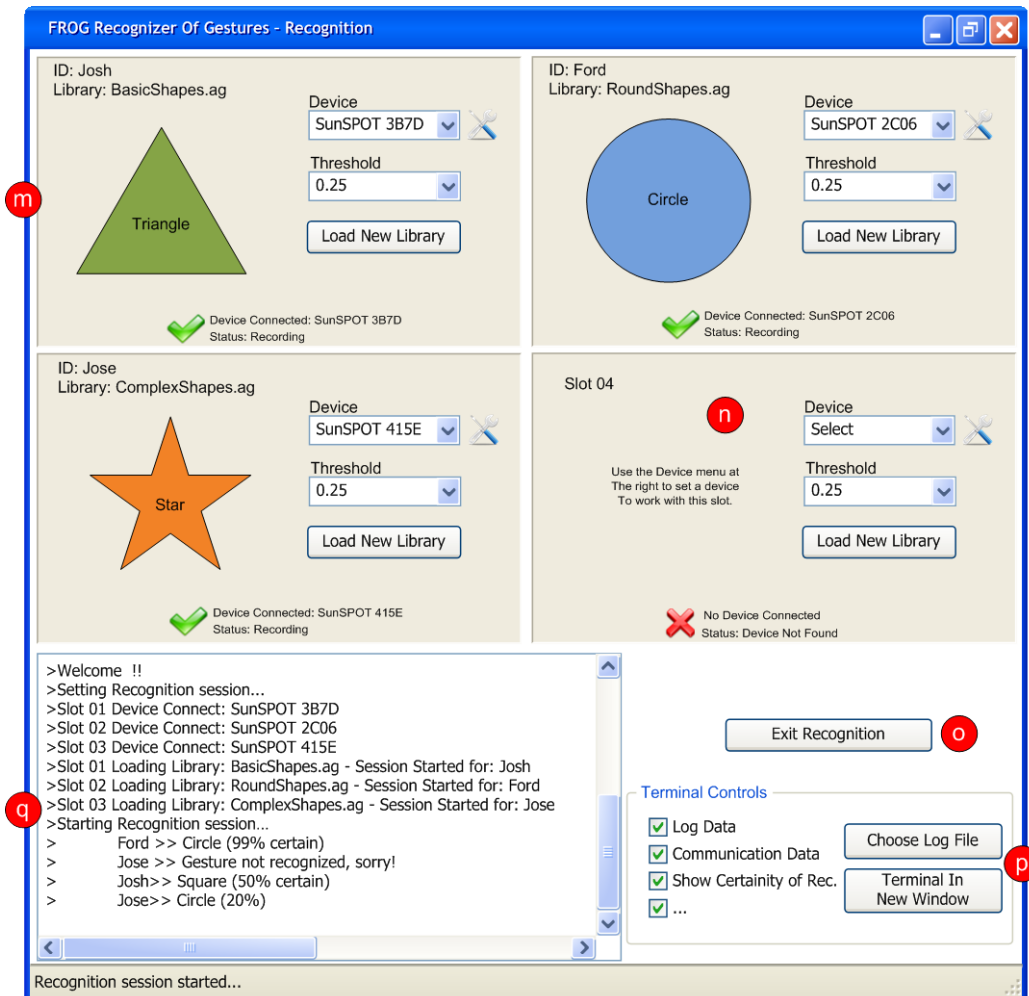 FROG Recognizer Of Gestures - Recognition
ID: Josh
Library: BasicShapes.ag
Device
SunSPOT 3B7D
Threshold
0.25
Load New Library
Triangle
m
Device Connected: SunSPOT 3B7D
Status: Recording
ID: Ford
Library: RoundShapes.ag
Device
SunSPOT 2C06
Threshold
0.25
Load New Library
Circle
Device Connected: SunSPOT 2C06
Status: Recording
ID: Jose
Library: ComplexShapes.ag
Device
SunSPOT 415E
Threshold
0.25
Load New Library
Star
Device Connected: SunSPOT 415E
Status: Recording
Slot 04
n
Device
Select
Use the Device menu at
The right to set a device
To work with this slot.
Threshold
0.25
Load New Library
No Device Connected
Status: Device Not Found
>Welcome !!
>Setting Recognition session...
>Slot 01 Device Connect: SunSPOT 3B7D
>Slot 02 Device Connect: SunSPOT 2C06
>Slot 03 Device Connect: SunSPOT 415E
>Slot 01 Loading Library: BasicShapes.ag - Session Started for: Josh
>Slot 02 Loading Library: RoundShapes.ag - Session Started for: Ford
>Slot 03 Loading Library: ComplexShapes.ag - Session Started for: Jose
>Starting Recognition session...
> Ford >> Circle (99% certain)
> Jose >> Gesture not recognized, sorry!
> Josh>> Square (50% certain)
> Jose>> Circle (20%)
q
Exit Recognition
o
Terminal Controls
Log Data
Communication Data
Show Certainity of Rec.
...
Choose Log File
Terminal In
New Window
p
Recognition session started...